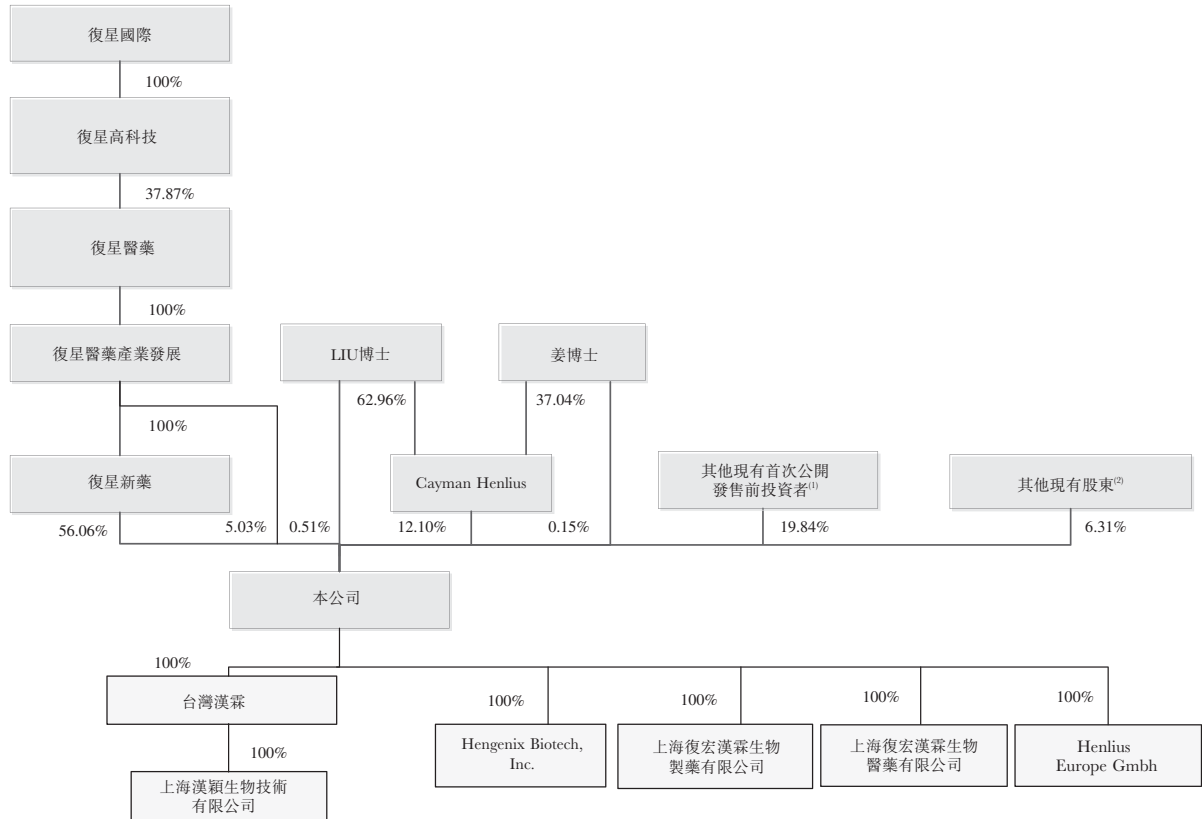 復星國際
100%
復星高科技
37.87%
復星醫藥
100%
復星醫藥產業發展
LIU博士
姜博士
62.96%
37.04%
100%
復星新藥
Cayman Henlius
其他現有首次公開
發售前投資者(1)
其他現有股東(2)
56.06%
5.03%
0.51%
12.10%
0.15%
19.84%
6.31%
本公司
100%
台灣漢霖
100%
100%
100%
100%
Hengenix Biotech,
Inc.
上海復宏漢霖生物
製藥有限公司
上海復宏漢霖生物
醫藥有限公司
Henlius
Europe Gmbh
100%
上海漢穎生物技術
有限公司